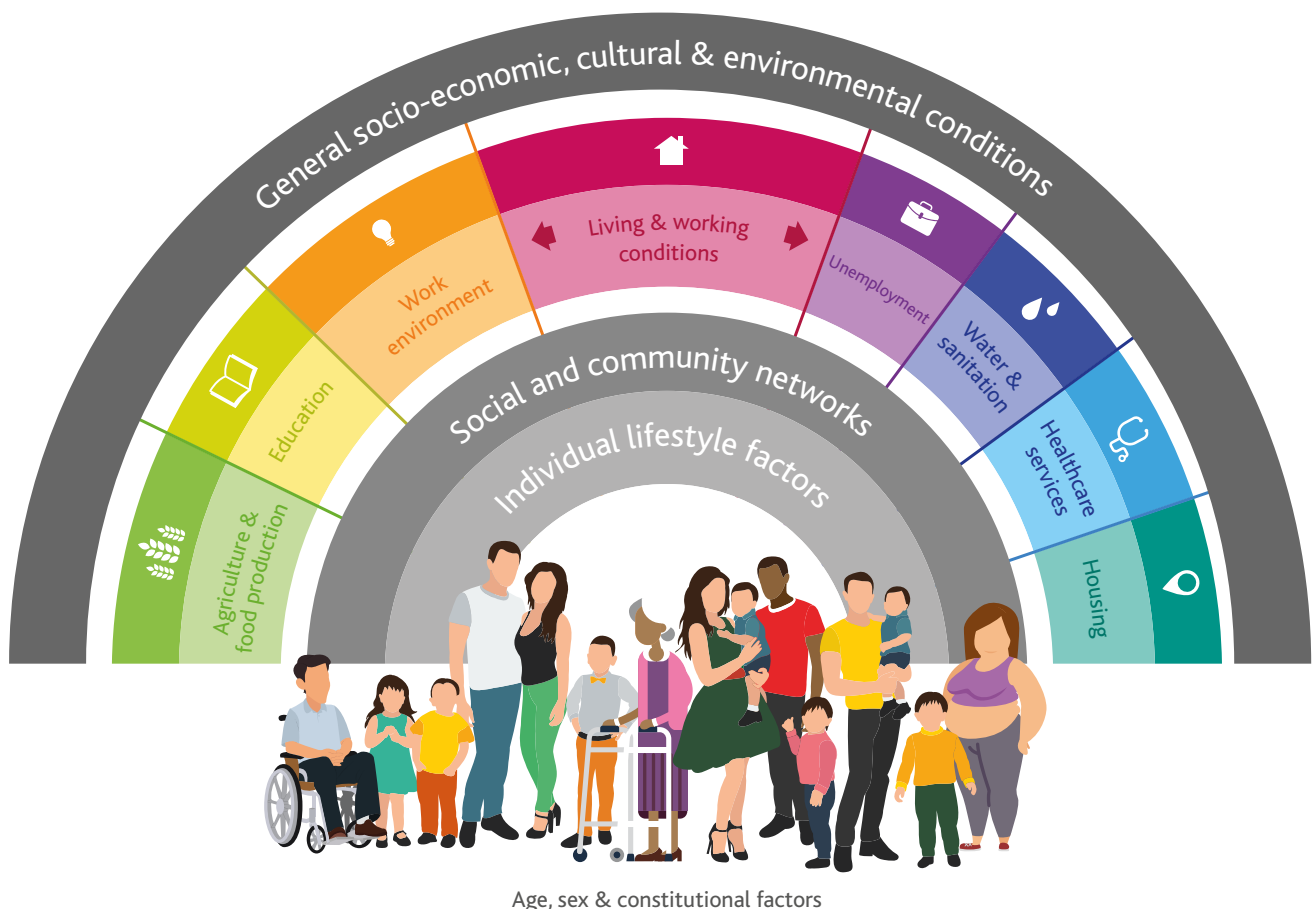 General socio-economic, cultural & environmental conditions
Agriculture &
food production
Education
Work
environment
Living & working
conditions
Unemployment
Water &
sanitation
Healthcare
services
Housing
Social and community networks
Individual lifestyle factors
Age, sex & constitutional factors